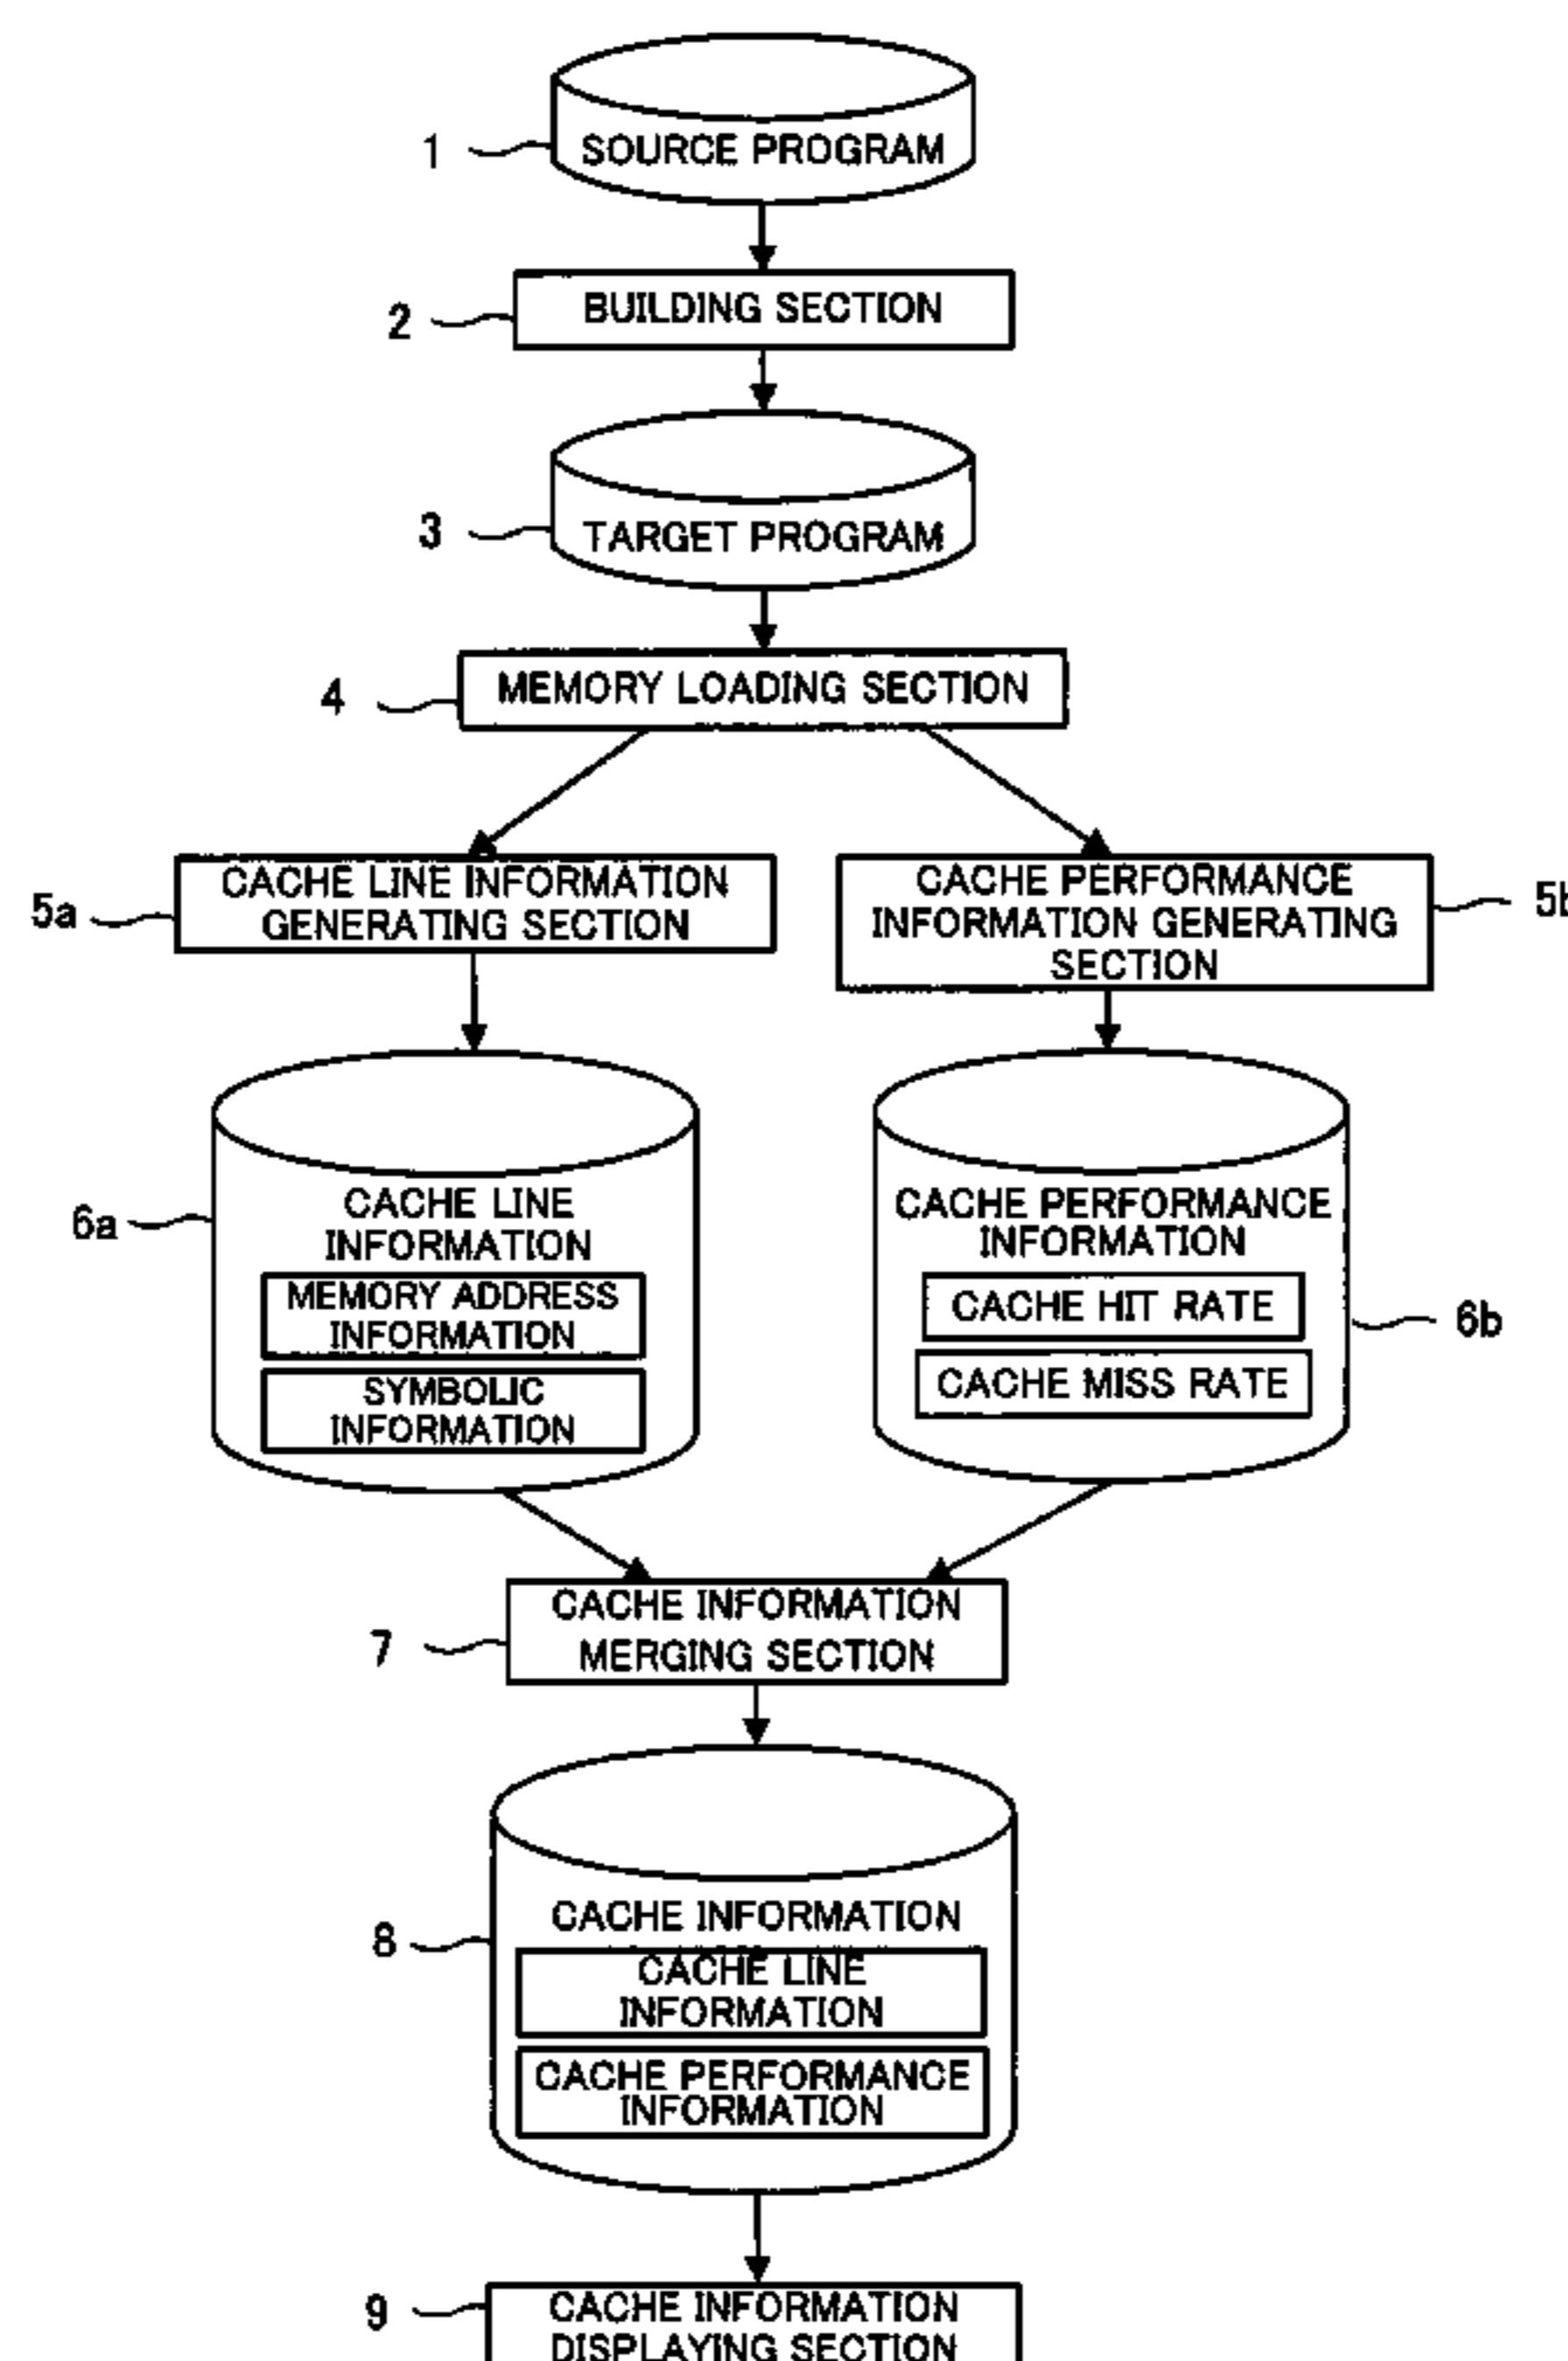 SOURCE PROGRAM
1
BUILDING SECTION
2
TARGET PROGRAM
3
MEMORY LOADING SECTION
4
CACHE LINE INFORMATION
GENERATING SECTION
5a
CACHE PERFORMANCE
INFORMATION GENERATING
SECTION
5b
CACHE LINE
INFORMATION
6a
MEMORY ADDRESS
INFORMATION
SYMBOLIC
INFORMATION
CACHE PERFORMANCE
INFORMATION
CACHE HIT RATE
6b
CACHE MISS RATE
CACHE INFORMATION
MERGING SECTION
7
CACHE INFORMATION
8
CACHE LINE
INFORMATION
CACHE PERFORMANCE
INFORMATION
9
CACHE INFORMATION
DISPLAYING SECTION